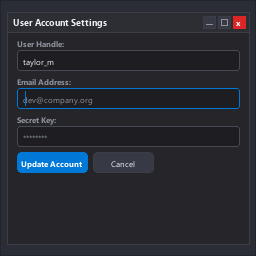 User Account Settings
User Handle:
taylor_m
Email Address:
dev@company.org
Secret Key:
********
Update Account
Cancel